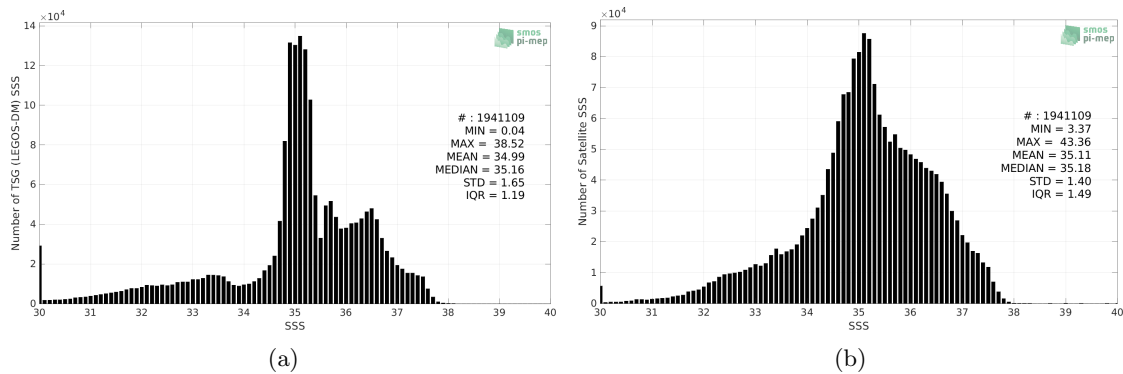 ×10⁴
14
12
10
8
6
4
2
0
Number of TSG (LEGOS-DM) SSS
30 31 32 33 34 35 36 37 38 39 40
SSS
smos
pi-mep
# : 1941109
MIN = 0.04
MAX = 38.52
MEAN = 34.99
MEDIAN = 35.16
STD = 1.65
IQR = 1.19
(a)
×10⁴
9
8
7
6
5
4
3
2
1
0
Number of Satellite SSS
30 31 32 33 34 35 36 37 38 39 40
SSS
smos
pi-mep
# : 1941109
MIN = 3.37
MAX = 43.36
MEAN = 35.11
MEDIAN = 35.18
STD = 1.40
IQR = 1.49
(b)